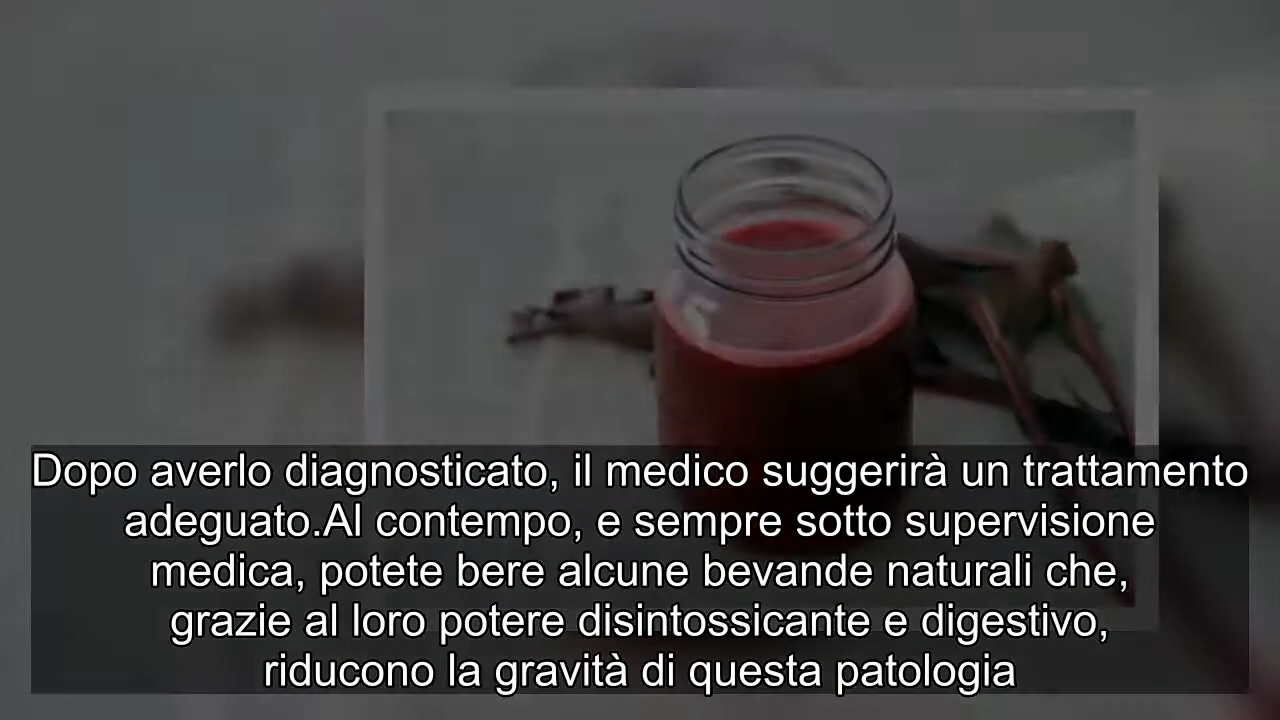 Dopo averlo diagnosticato, il medico suggerirà un trattamento
adeguato.Al contempo, e sempre sotto supervisione
medica, potete bere alcune bevande naturali che,
grazie al loro potere disintossicante e digestivo,
riducono la gravità di questa patologia